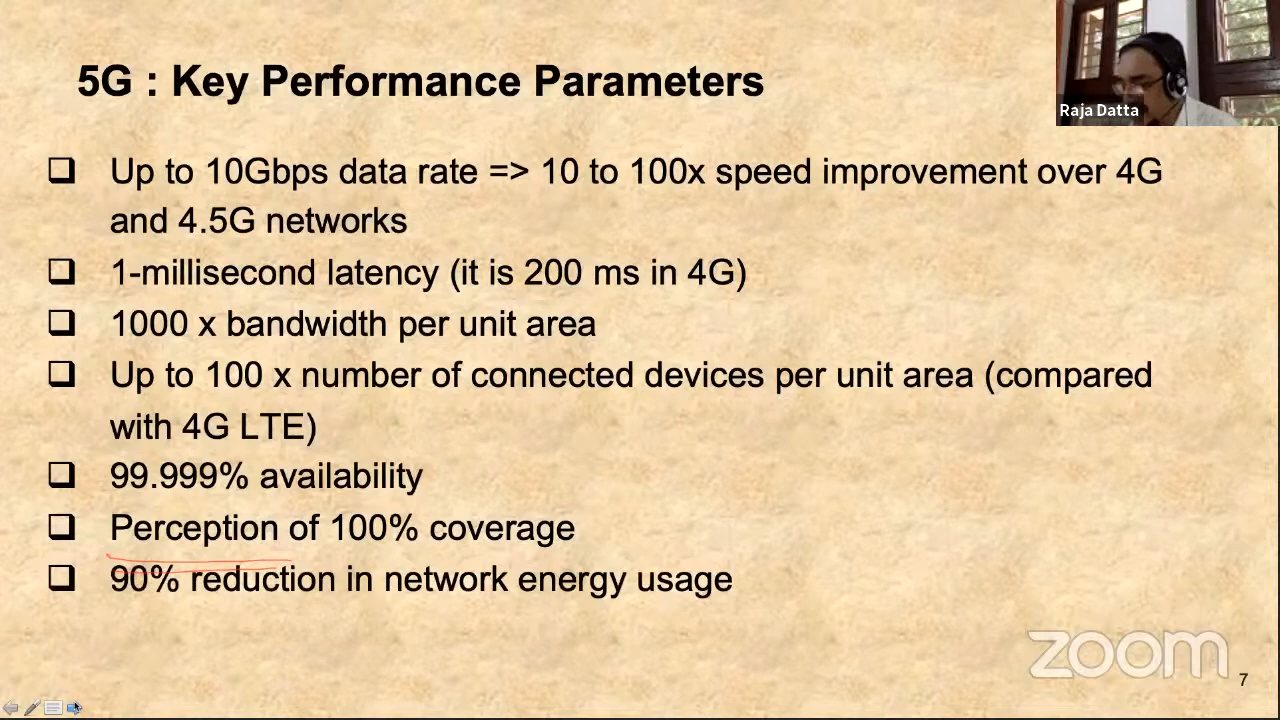 5G : Key Performance Parameters
Raja Datta
❑ Up to 10Gbps data rate => 10 to 100x speed improvement over 4G
and 4.5G networks
❑ 1-millisecond latency (it is 200 ms in 4G)
❑ 1000 x bandwidth per unit area
❑ Up to 100 x number of connected devices per unit area (compared
with 4G LTE)
❑ 99.999% availability
❑ Perception of 100% coverage
❑ 90% reduction in network energy usage
zoom
7